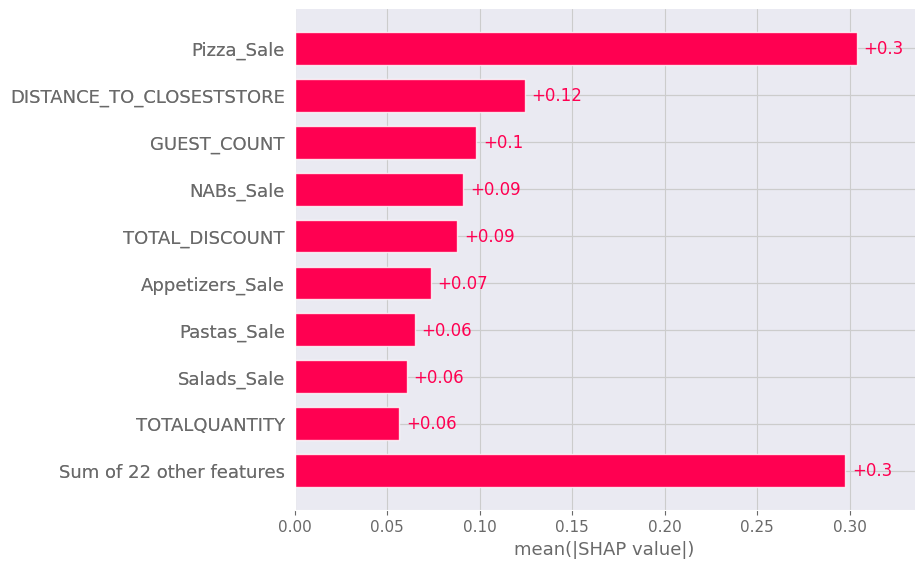 Pizza_Sale +0.3
DISTANCE_TO_CLOSESTSTORE +0.12
GUEST_COUNT +0.1
NABs_Sale +0.09
TOTAL_DISCOUNT +0.09
Appetizers_Sale +0.07
Pastas_Sale +0.06
Salads_Sale +0.06
TOTALQUANTITY +0.06
Sum of 22 other features +0.3
0.00 0.05 0.10 0.15 0.20 0.25 0.30
mean(|SHAP value|)